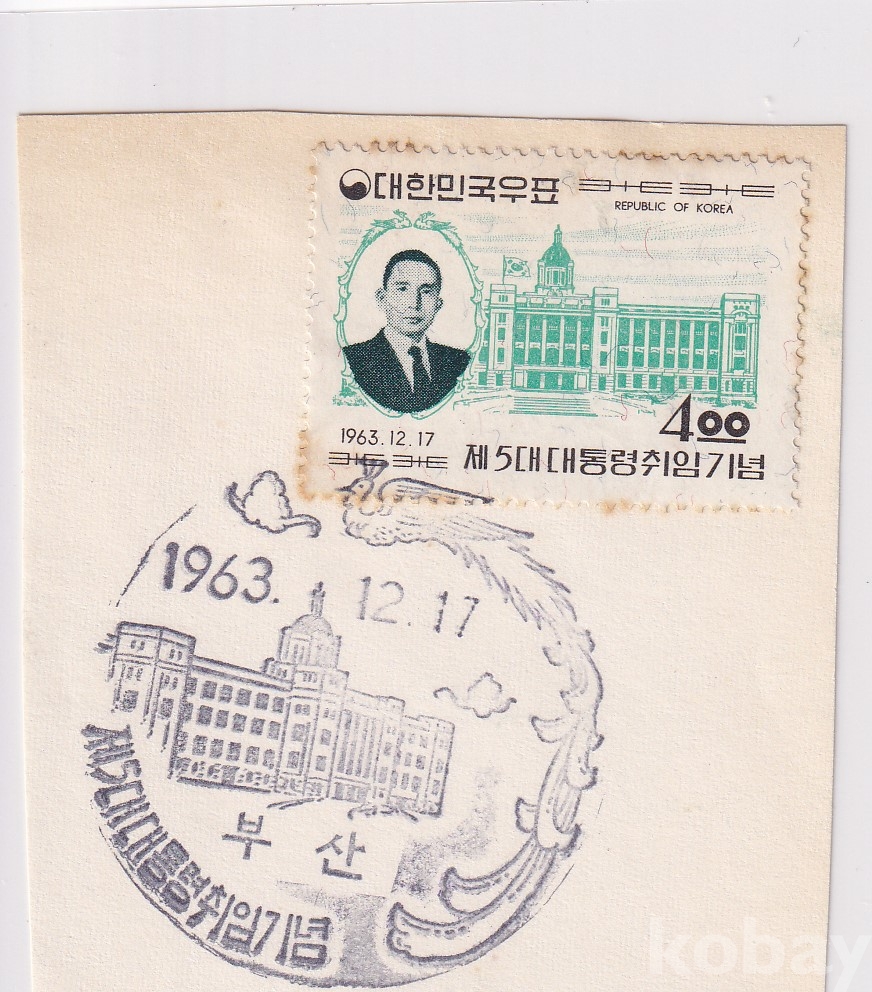 대한민국우표
REPUBLIC OF KOREA
400
1963.12.17
제5대대통령취임기념
1963. 12.17
부산
제5대대통령취임기념
kobay